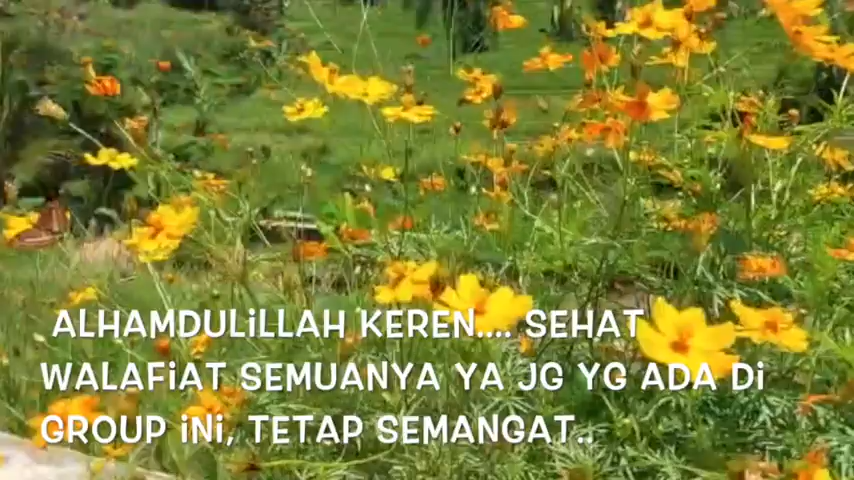 ALHAMDULiLLAH KEREN.... SEHAT
WALAFiAT SEMUANYA YA JG YG ADA Di
GROUP iNi, TETAP SEMANGAT..